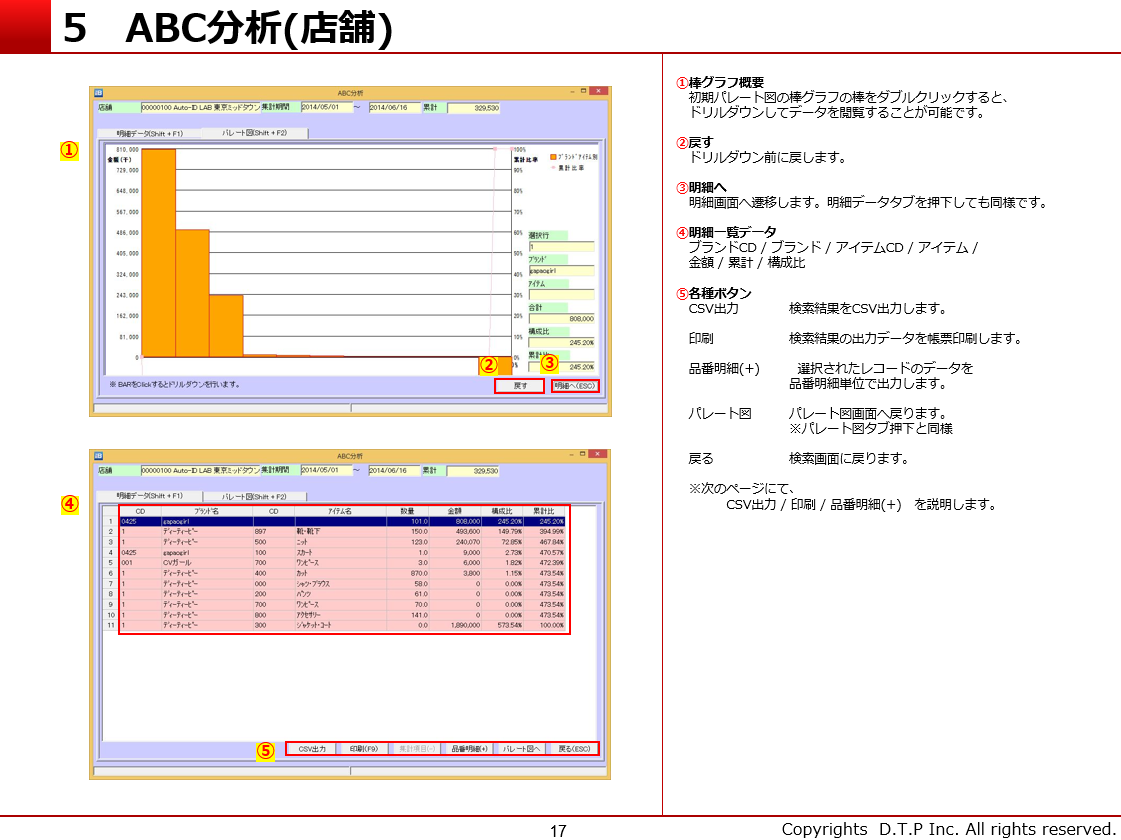 5 ABC分析(店舗)
①
ABC分析
店舗 00000100 Auto-ID LAB 東京ミッドタウン 集計期間 2014/05/01 ～ 2014/06/16 累計 329,530
明細データ(Shift + F1) パレート図(Shift + F2)
金額(千)
810,000
729,000
648,000
567,000
486,000
405,000
324,000
243,000
162,000
81,000
0
100%
累計比率
90%
80%
70%
60%
50%
40%
30%
20%
10%
0%
ﾌﾞﾗﾝﾄﾞｱｲﾃﾑ別
累計比率
選択行
1
ﾌﾞﾗﾝﾄﾞ
gapaogirl
ｱｲﾃﾑ
合計
808,000
構成比
245.20%
245.20%
② ③
※ BARをClickするとドリルダウンを行います。
戻す 明細へ(ESC)
④
ABC分析
店舗 00000100 Auto-ID LAB 東京ミッドタウン 集計期間 2014/05/01 ～ 2014/06/16 累計 329,530
明細データ(Shift + F1) パレート図(Shift + F2)
CD ﾌﾞﾗﾝﾄﾞ名 CD ｱｲﾃﾑ名 数量 金額 構成比 累計比
1 0425 gapaogirl 101.0 808,000 245.20% 245.20%
2 1 ﾃﾞｨｰﾃｨｰﾋﾟｰ 897 靴・靴下 150.0 493,600 149.79% 394.99%
3 1 ﾃﾞｨｰﾃｨｰﾋﾟｰ 500 ﾆｯﾄ 123.0 240,070 72.85% 467.84%
4 0425 gapaogirl 100 ｽｶｰﾄ 1.0 9,000 2.73% 470.57%
5 001 CVガール 700 ﾜﾝﾋﾟｰｽ 3.0 6,000 1.82% 472.39%
6 1 ﾃﾞｨｰﾃｨｰﾋﾟｰ 400 ｶｯﾄ 870.0 3,800 1.15% 473.54%
7 1 ﾃﾞｨｰﾃｨｰﾋﾟｰ 000 ｼｬﾂ・ﾌﾞﾗｳｽ 58.0 0 0.00% 473.54%
8 1 ﾃﾞｨｰﾃｨｰﾋﾟｰ 200 ﾊﾟﾝﾂ 61.0 0 0.00% 473.54%
9 1 ﾃﾞｨｰﾃｨｰﾋﾟｰ 700 ﾜﾝﾋﾟｰｽ 70.0 0 0.00% 473.54%
10 1 ﾃﾞｨｰﾃｨｰﾋﾟｰ 800 ｱｸｾｻﾘｰ 141.0 0 0.00% 473.54%
11 1 ﾃﾞｨｰﾃｨｰﾋﾟｰ 300 ｼﾞｬｹｯﾄ・ｺｰﾄ 0.0 1,890,000 573.54% 100.00%
⑤
CSV出力 印刷(F9) 集計項目(-) 品番明細(+) パレート図へ 戻る(ESC)
①棒グラフ概要
初期パレート図の棒グラフの棒をダブルクリックすると、
ドリルダウンしてデータを閲覧することが可能です。
②戻す
ドリルダウン前に戻します。
③明細へ
明細画面へ遷移します。明細データタブを押下しても同様です。
④明細一覧データ
ブランドCD / ブランド / アイテムCD / アイテム /
金額 / 累計 / 構成比
⑤各種ボタン
CSV出力 検索結果をCSV出力します。
印刷 検索結果の出力データを帳票印刷します。
品番明細(+) 選択されたレコードのデータを
品番明細単位で出力します。
パレート図 パレート図画面へ戻ります。
※パレート図タブ押下と同様
戻る 検索画面に戻ります。
※次のページにて、
CSV出力 / 印刷 / 品番明細(+) を説明します。
17
Copyrights D.T.P Inc. All rights reserved.